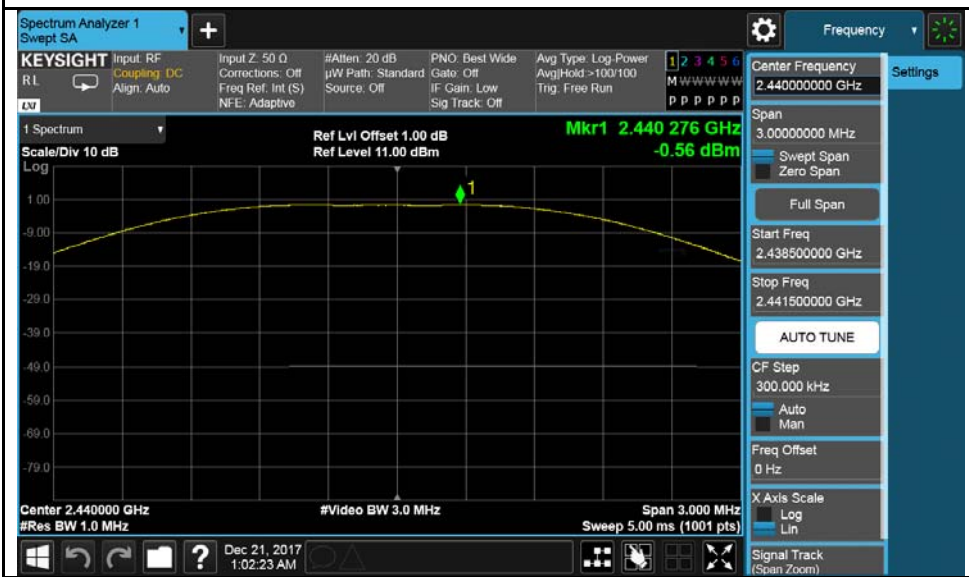 Spectrum Analyzer 1
Swept SA
+
Frequency
KEYSIGHT
RL
LXI
Input: RF
Coupling: DC
Align: Auto
Input Z: 50 Ω
Corrections: Off
Freq Ref: Int (S)
NFE: Adaptive
#Atten: 20 dB
µW Path: Standard
Source: Off
PNO: Best Wide
Gate: Off
IF Gain: Low
Sig Track: Off
Avg Type: Log-Power
Avg|Hold:>100/100
Trig: Free Run
1 2 3 4 5 6
M W W W W W
P P P P P P
1 Spectrum
Scale/Div 10 dB
Log
Ref Lvl Offset 1.00 dB
Ref Level 11.00 dBm
Mkr1 2.440 276 GHz
-0.56 dBm
1
1.00
-9.00
-19.0
-29.0
-39.0
-49.0
-59.0
-69.0
-79.0
Center 2.440000 GHz
#Res BW 1.0 MHz
#Video BW 3.0 MHz
Span 3.000 MHz
Sweep 5.00 ms (1001 pts)
?
Dec 21, 2017
1:02:23 AM
Center Frequency
2.440000000 GHz
Span
3.00000000 MHz
Swept Span
Zero Span
Full Span
Start Freq
2.438500000 GHz
Stop Freq
2.441500000 GHz
AUTO TUNE
CF Step
300.000 kHz
Auto
Man
Freq Offset
0 Hz
X Axis Scale
Log
Lin
Signal Track
(Span Zoom)
Settings